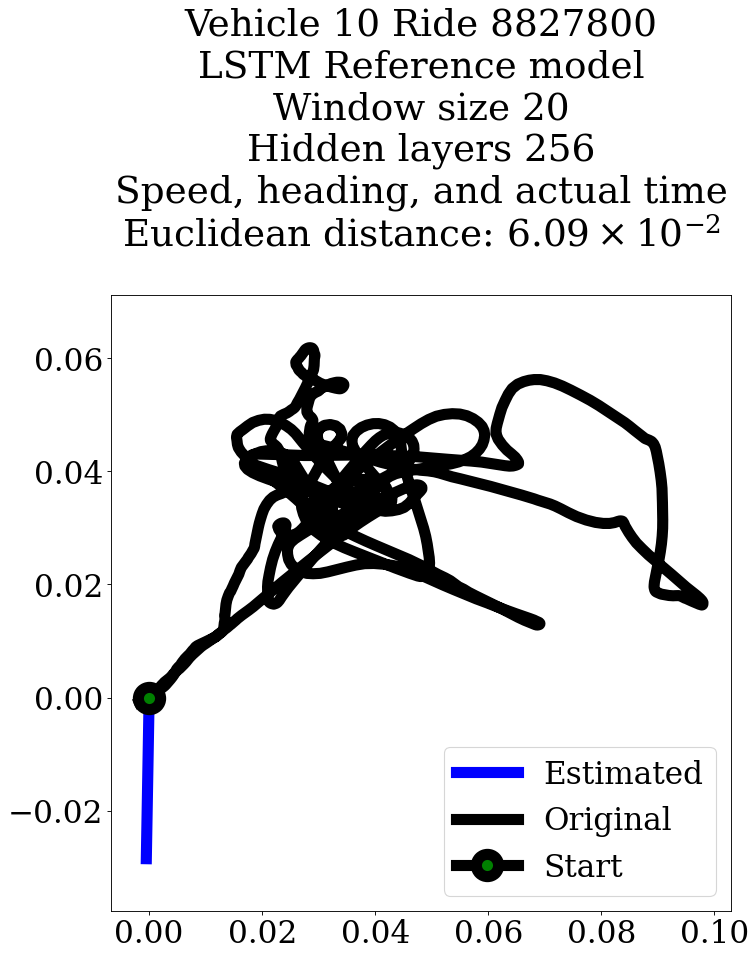 Vehicle 10 Ride 8827800
LSTM Reference model
Window size 20
Hidden layers 256
Speed, heading, and actual time
Euclidean distance: 6.09 × 10⁻²
0.06
0.04
0.02
0.00
−0.02
Estimated
Original
Start
0.00 0.02 0.04 0.06 0.08 0.10